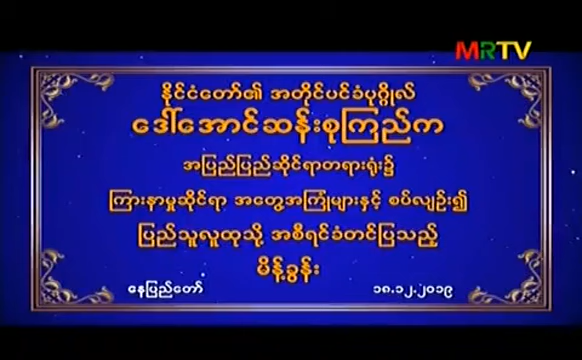 MRTV
နိုင်ငံတော်၏ အတိုင်ပင်ခံပုဂ္ဂိုလ်
ဒေါ်အောင်ဆန်းစုကြည်က
အပြည်ပြည်ဆိုင်ရာတရားရုံး၌
ကြားနာမှုဆိုင်ရာ အတွေ့အကြုံများနှင့် စပ်လျဉ်း၍
ပြည်သူလူထုသို့ အစီရင်ခံတင်ပြသည့်
မိန့်ခွန်း
နေပြည်တော် ၁၈.၁၂.၂၀၁၉